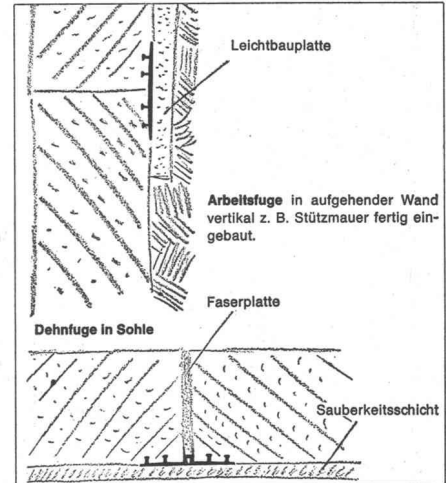 Leichtbauplatte
Arbeitsfuge in aufgehender Wand
vertikal z. B. Stützmauer fertig ein-
gebaut.
Faserplatte
Dehnfuge in Sohle
Sauberkeitsschicht